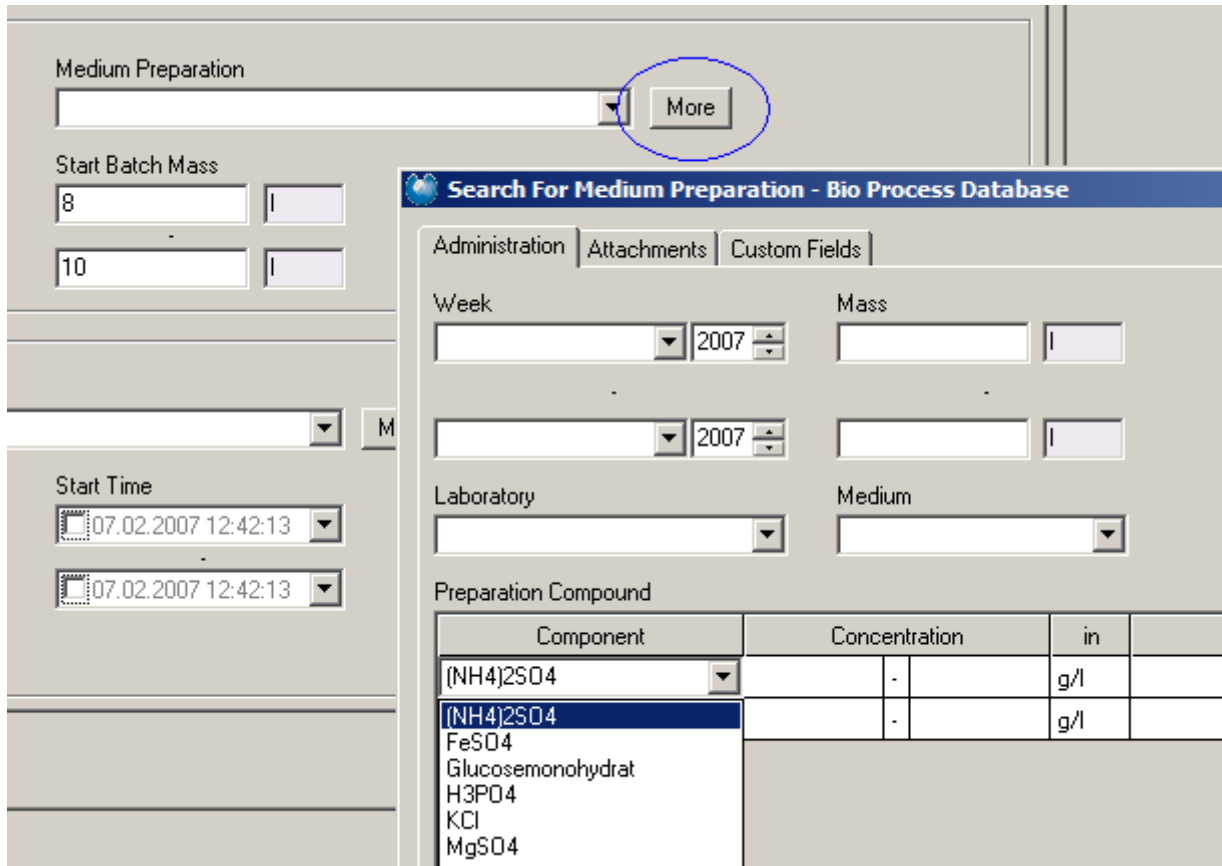 Medium Preparation
More
Start Batch Mass
8 l
-
10 l
M
Start Time
07.02.2007 12:42:13
-
07.02.2007 12:42:13
Search For Medium Preparation - Bio Process Database
Administration Attachments Custom Fields
Week Mass
2007 l
- -
2007 l
Laboratory Medium
Preparation Compound
Component Concentration in
(NH4)2SO4 - g/l
(NH4)2SO4 - g/l
FeSO4
Glucosemonohydrat
H3PO4
KCl
MgSO4